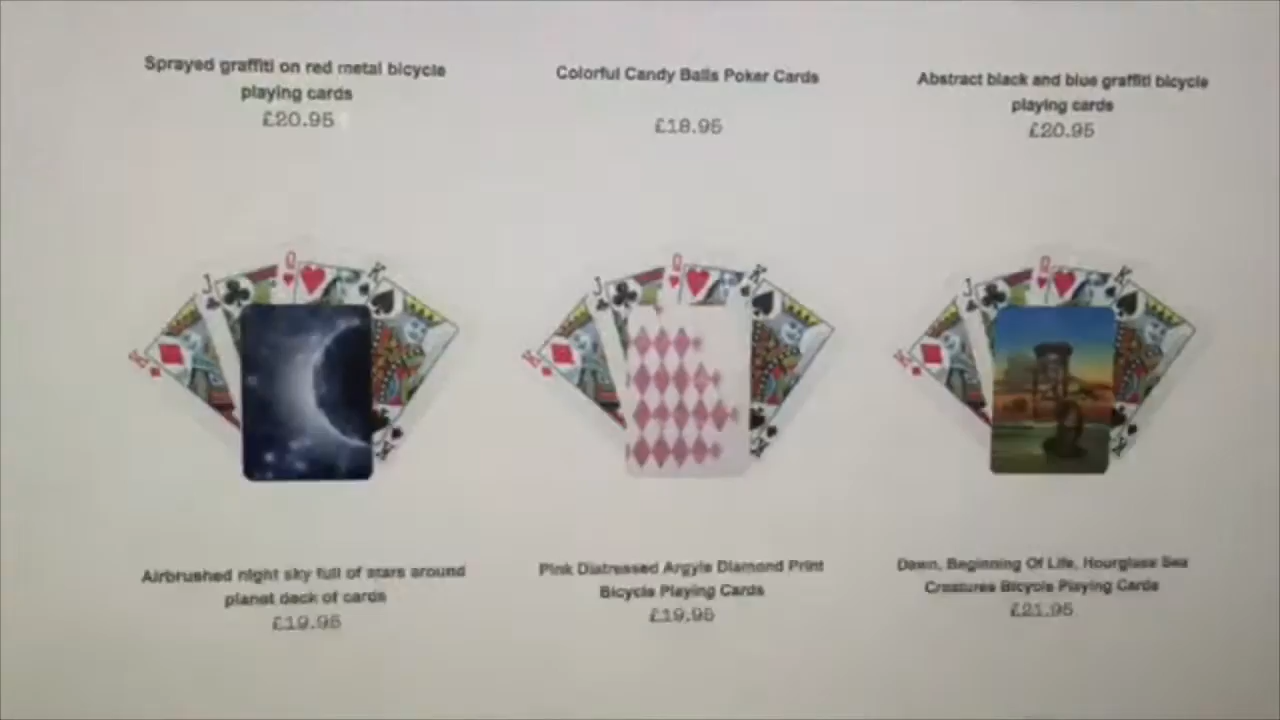 Sprayed graffiti on red metal bicycle
playing cards
£20.95
Colorful Candy Balls Poker Cards
£18.95
Abstract black and blue graffiti bicycle
playing cards
£20.95
K
J
Q
K
K
J
Q
K
K
J
Q
K
Airbrushed night sky full of stars around
planet deck of cards
£19.95
Pink Distressed Argyle Diamond Print
Bicycle Playing Cards
£19.95
Dawn, Beginning Of Life, Hourglass Sea
Creatures Bicycle Playing Cards
£21.95